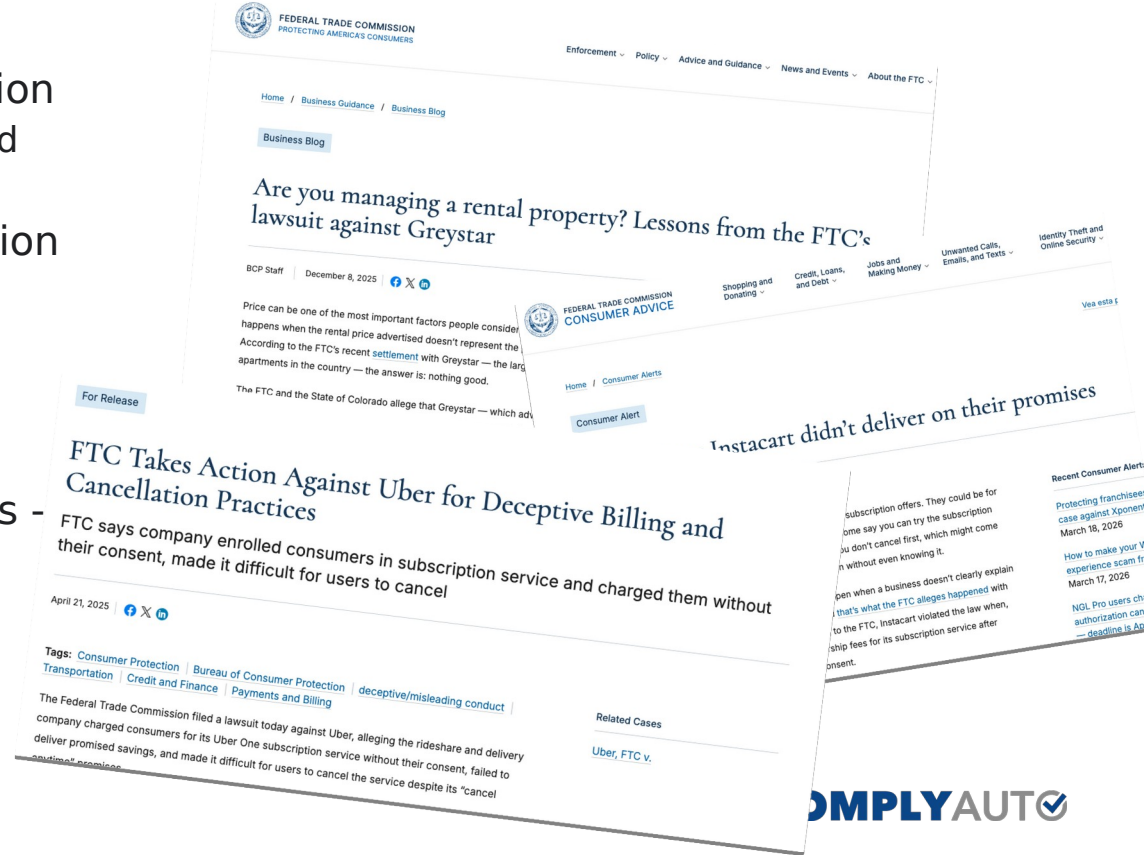 ion
d
ion
s -
FEDERAL TRADE COMMISSION
PROTECTING AMERICA'S CONSUMERS
Enforcement Policy Advice and Guidance News and Events About the FTC
Home / Business Guidance / Business Blog
Business Blog
Are you managing a rental property? Lessons from the FTC's
lawsuit against Greystar
BCP Staff December 8, 2025
Price can be one of the most important factors people consider
happens when the rental price advertised doesn't represent the
According to the FTC's recent settlement with Greystar — the larg
apartments in the country — the answer is: nothing good.
The FTC and the State of Colorado allege that Greystar — which adv
FEDERAL TRADE COMMISSION
CONSUMER ADVICE
Shopping and
Donating
Credit, Loans,
and Debt
Jobs and
Making Money
Unwanted Calls,
Emails, and Texts
Identity Theft and
Online Security
Vea esta p
Home / Consumer Alerts
Consumer Alert
Instacart didn't deliver on their promises
subscription offers. They could be for
ome say you can try the subscription
ou don't cancel first, which might come
n without even knowing it.
pen when a business doesn't clearly explain
that's what the FTC alleges happened with
to the FTC, Instacart violated the law when,
ship fees for its subscription service after
onsent.
Recent Consumer Alerts
Protecting franchisees
case against Xponent
March 18, 2026
How to make your W
experience scam fr
March 17, 2026
NGL Pro users ch
authorization can
— deadline is Ap
For Release
FTC Takes Action Against Uber for Deceptive Billing and
Cancellation Practices
FTC says company enrolled consumers in subscription service and charged them without
their consent, made it difficult for users to cancel
April 21, 2025
Tags: Consumer Protection | Bureau of Consumer Protection | deceptive/misleading conduct |
Transportation | Credit and Finance | Payments and Billing
The Federal Trade Commission filed a lawsuit today against Uber, alleging the rideshare and delivery
company charged consumers for its Uber One subscription service without their consent, failed to
deliver promised savings, and made it difficult for users to cancel the service despite its "cancel
anytime" promises.
Related Cases
Uber, FTC v.
OMPLYAUTO